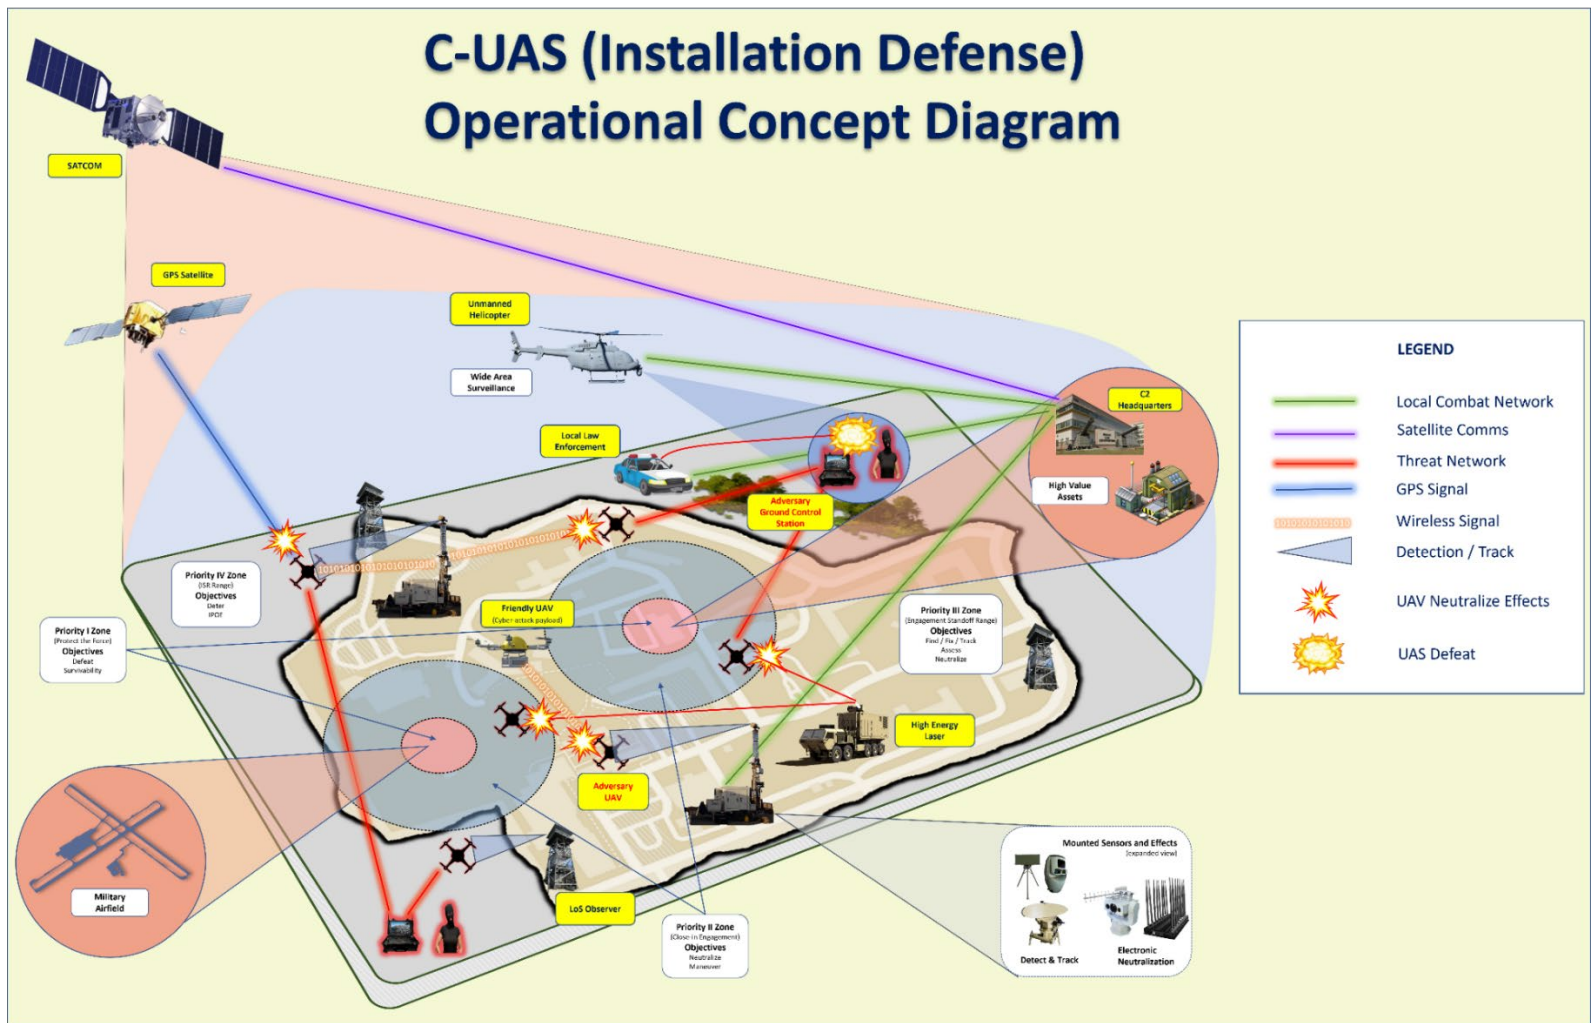 C-UAS (Installation Defense)
Operational Concept Diagram
SATCOM
GPS Satellite
Unmanned
Helicopter
Wide Area
Surveillance
Local Law
Enforcement
C2
Headquarters
High Value
Assets
Adversary
Ground Control
Station
Priority IV Zone
(ISR Range)
Objectives
Deter
IPOE
Priority I Zone
(Protect the Force)
Objectives
Defeat
Survivability
Friendly UAV
(Cyber-attack payload)
Priority III Zone
(Engagement Standoff Range)
Objectives
Find / Fix / Track
Assess
Neutralize
High Energy
Laser
Adversary
UAV
Military
Airfield
LoS Observer
Priority II Zone
(Close in Engagement)
Objectives
Neutralize
Maneuver
Mounted Sensors and Effects
(expanded view)
Detect & Track
Electronic
Neutralization
LEGEND
Local Combat Network
Satellite Comms
Threat Network
GPS Signal
1010101010101
Wireless Signal
Detection / Track
UAV Neutralize Effects
UAS Defeat